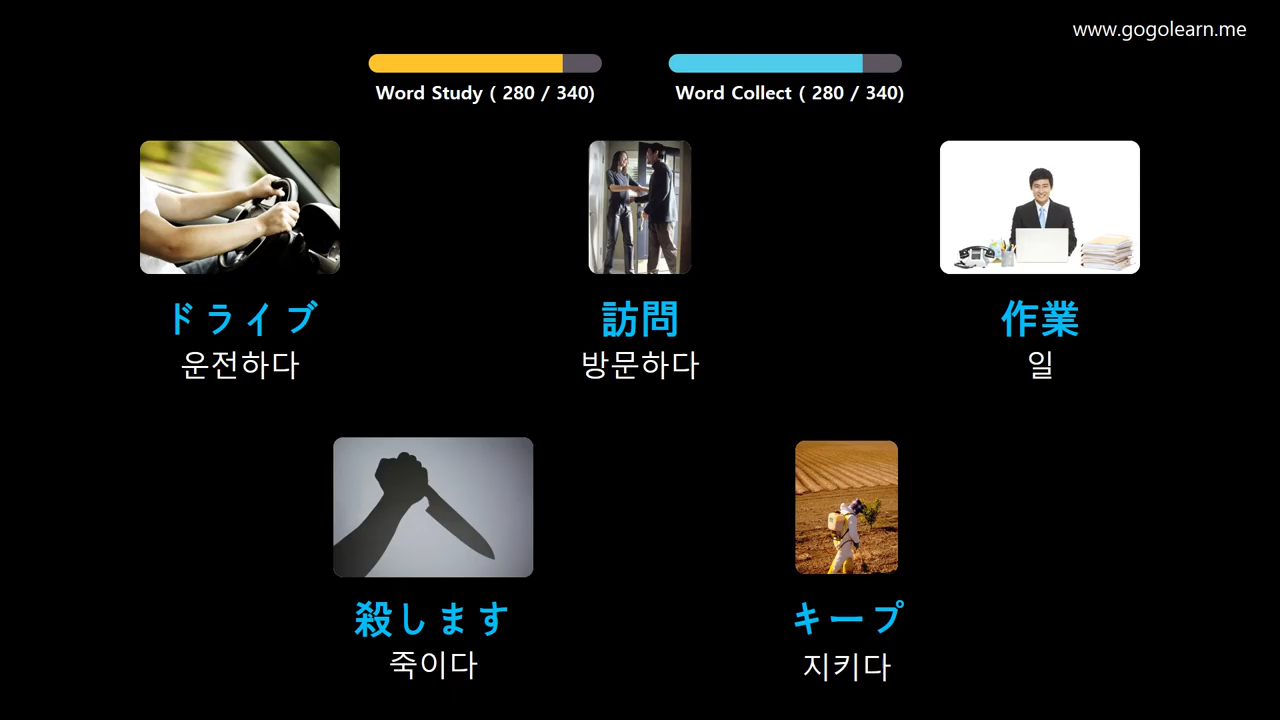 www.gogolearn.me
Word Study ( 280 / 340)
Word Collect ( 280 / 340)
ドライブ
운전하다
訪問
방문하다
作業
일
殺します
죽이다
キープ
지키다